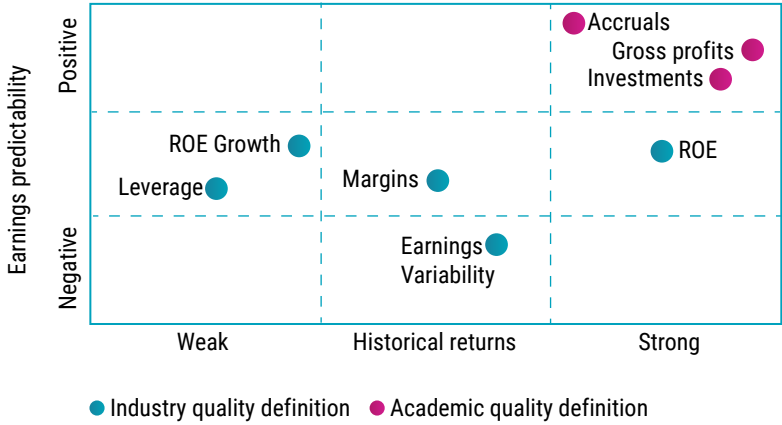 Earnings predictability
Positive
Negative
Accruals
Gross profits
Investments
ROE Growth
ROE
Leverage
Margins
Earnings
Variability
Weak
Historical returns
Strong
Industry quality definition
Academic quality definition